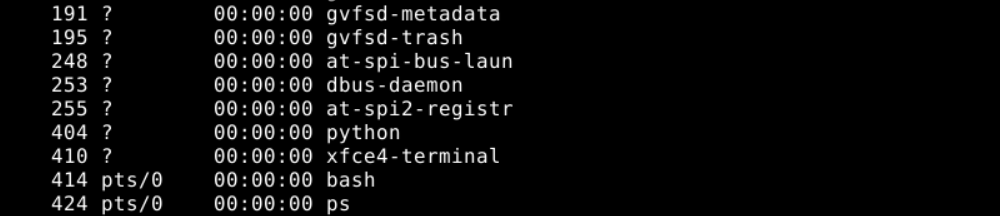 191 ?        00:00:00 gvfsd-metadata
195 ?        00:00:00 gvfsd-trash
248 ?        00:00:00 at-spi-bus-laun
253 ?        00:00:00 dbus-daemon
255 ?        00:00:00 at-spi2-registr
404 ?        00:00:00 python
410 ?        00:00:00 xfce4-terminal
414 pts/0    00:00:00 bash
424 pts/0    00:00:00 ps